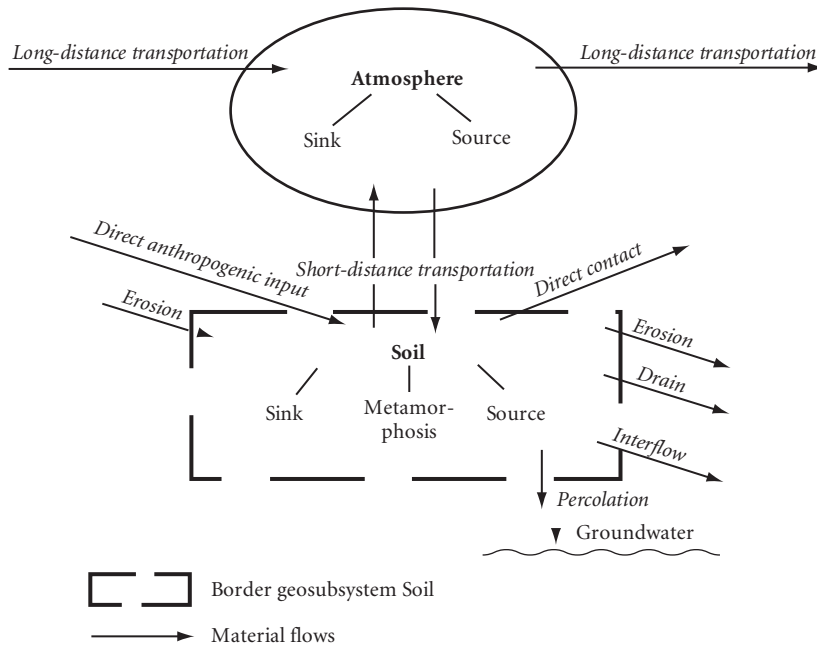 Long-distance transportation
Long-distance transportation
Atmosphere
Sink
Source
Direct anthropogenic input
Short-distance transportation
Direct contact
Erosion
Erosion
Soil
Drain
Sink
Metamor-
phosis
Source
Interflow
Percolation
Groundwater
Border geosubsystem Soil
Material flows